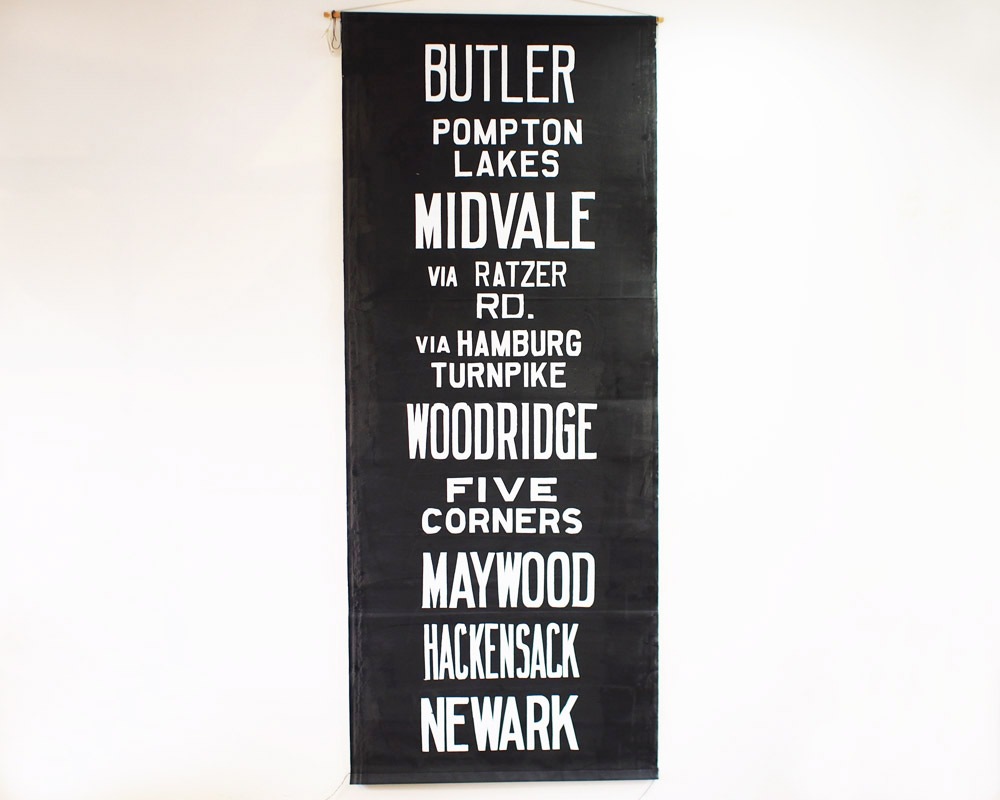 BUTLER
POMPTON
LAKES
MIDVALE
VIA RATZER
RD.
VIA HAMBURG
TURNPIKE
WOODRIDGE
FIVE
CORNERS
MAYWOOD
HACKENSACK
NEWARK